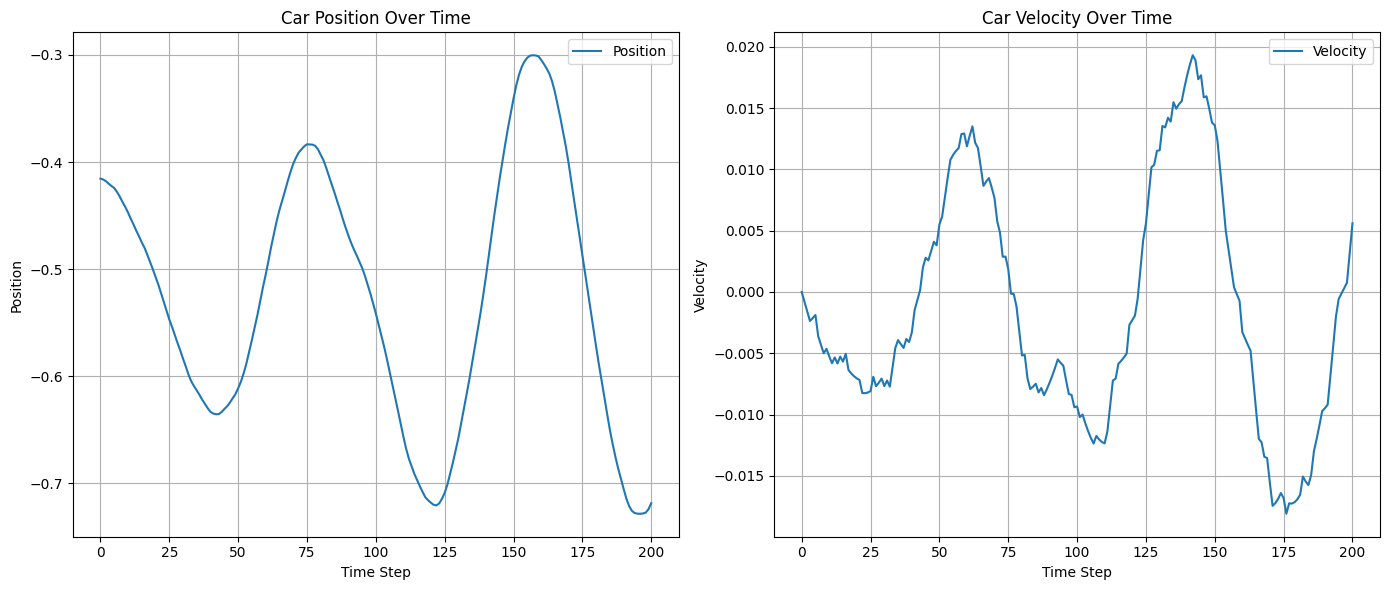 Car Position Over Time
Position
−0.3
−0.4
−0.5
−0.6
−0.7
Position
0 25 50 75 100 125 150 175 200
Time Step
Car Velocity Over Time
Velocity
0.020
0.015
0.010
0.005
0.000
−0.005
−0.010
−0.015
Velocity
0 25 50 75 100 125 150 175 200
Time Step